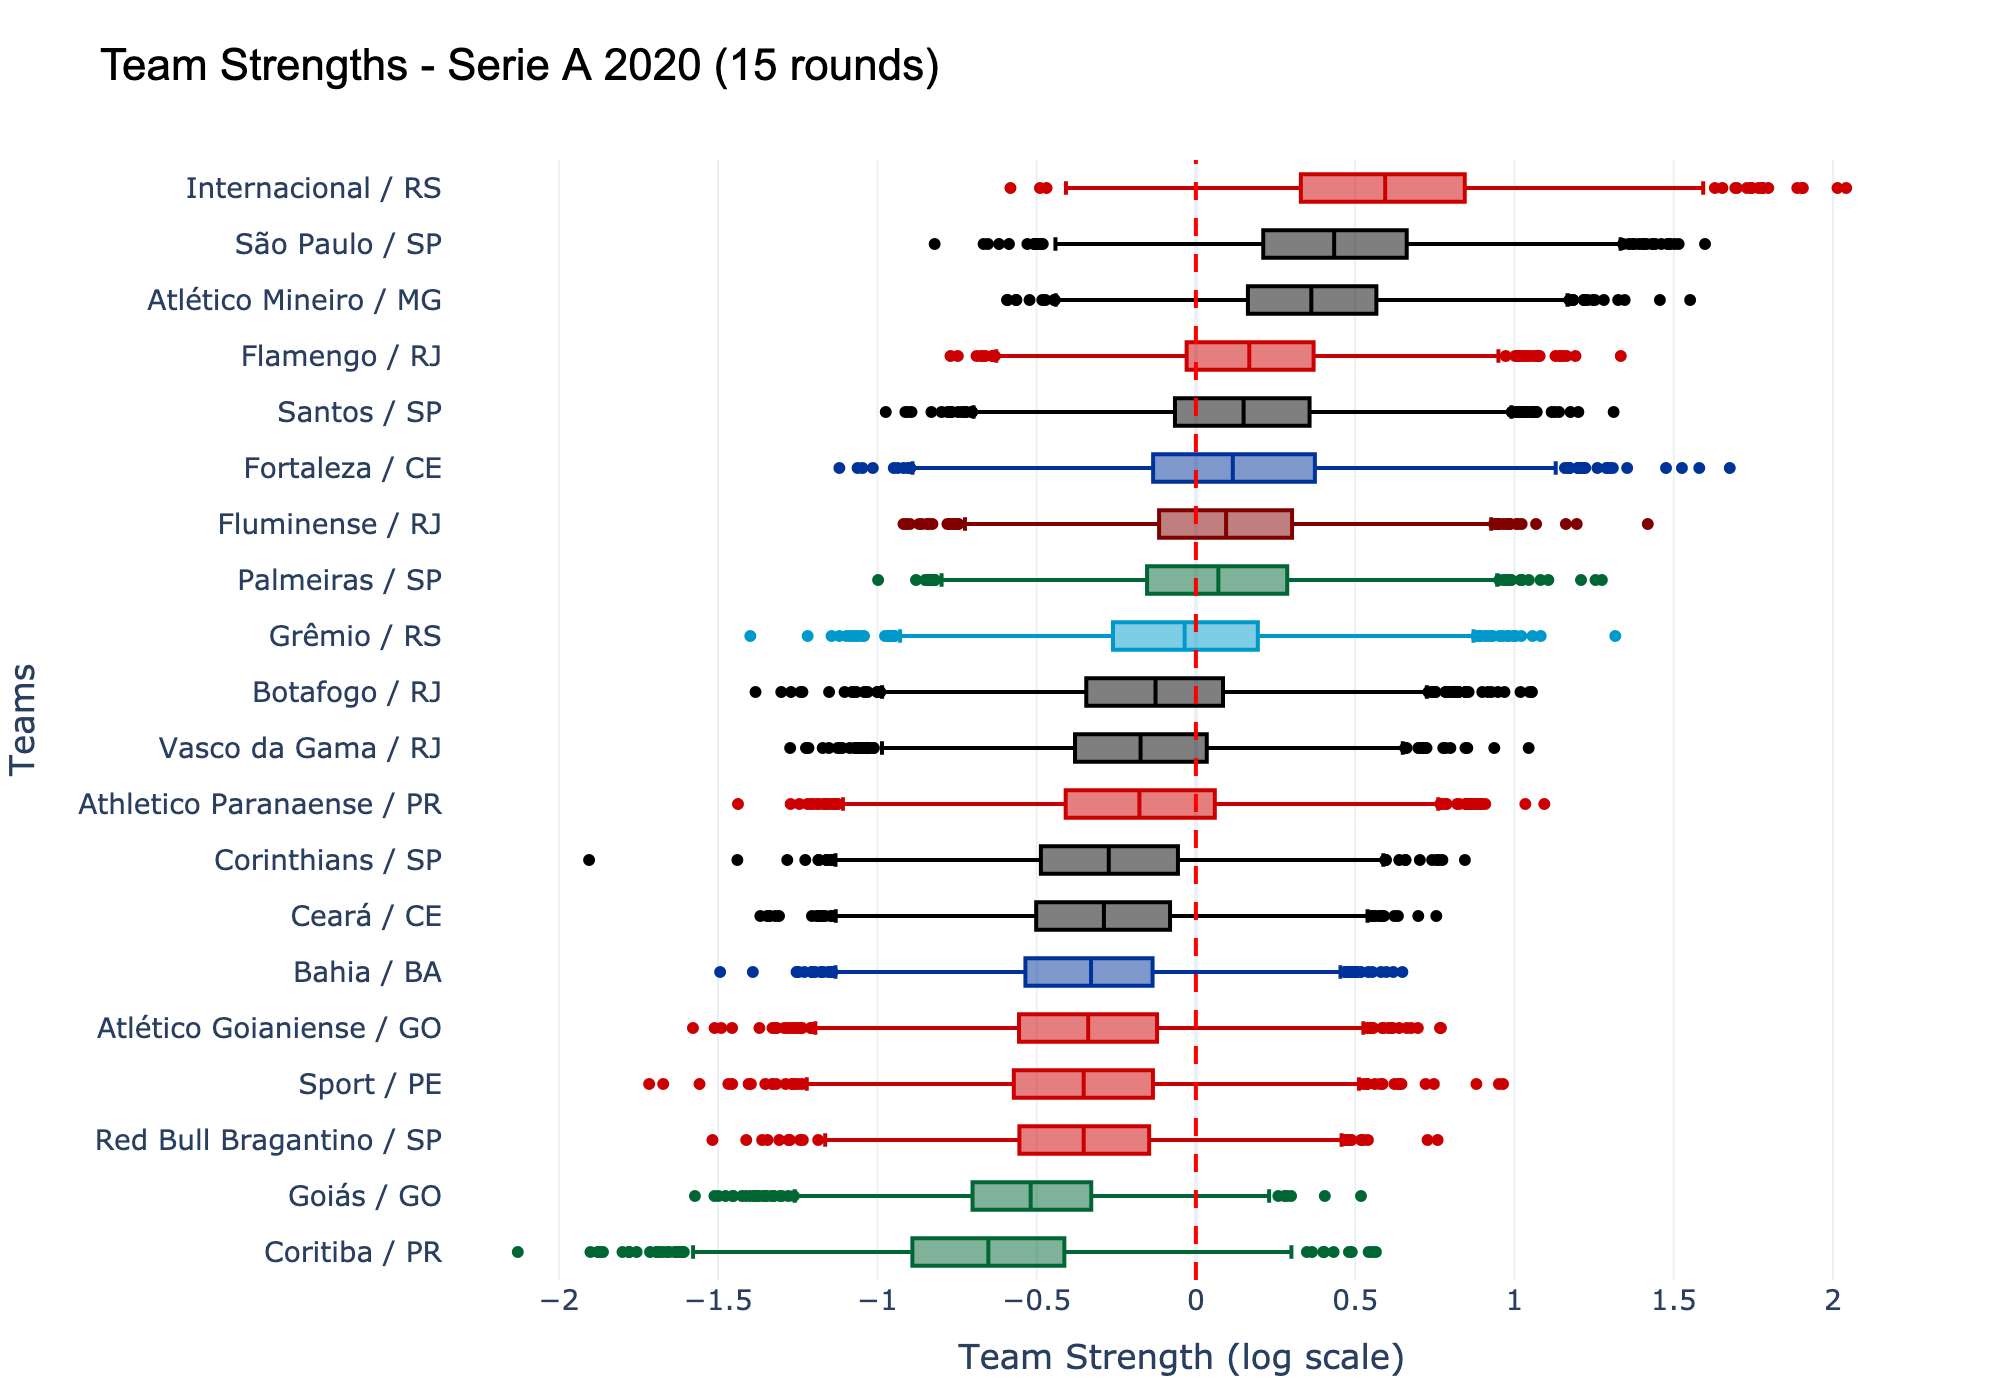 Team Strengths - Serie A 2020 (15 rounds)
Internacional / RS
São Paulo / SP
Atlético Mineiro / MG
Flamengo / RJ
Santos / SP
Fortaleza / CE
Fluminense / RJ
Palmeiras / SP
Grêmio / RS
Botafogo / RJ
Vasco da Gama / RJ
Athletico Paranaense / PR
Corinthians / SP
Ceará / CE
Bahia / BA
Atlético Goianiense / GO
Sport / PE
Red Bull Bragantino / SP
Goiás / GO
Coritiba / PR
Teams
−2 −1.5 −1 −0.5 0 0.5 1 1.5 2
Team Strength (log scale)